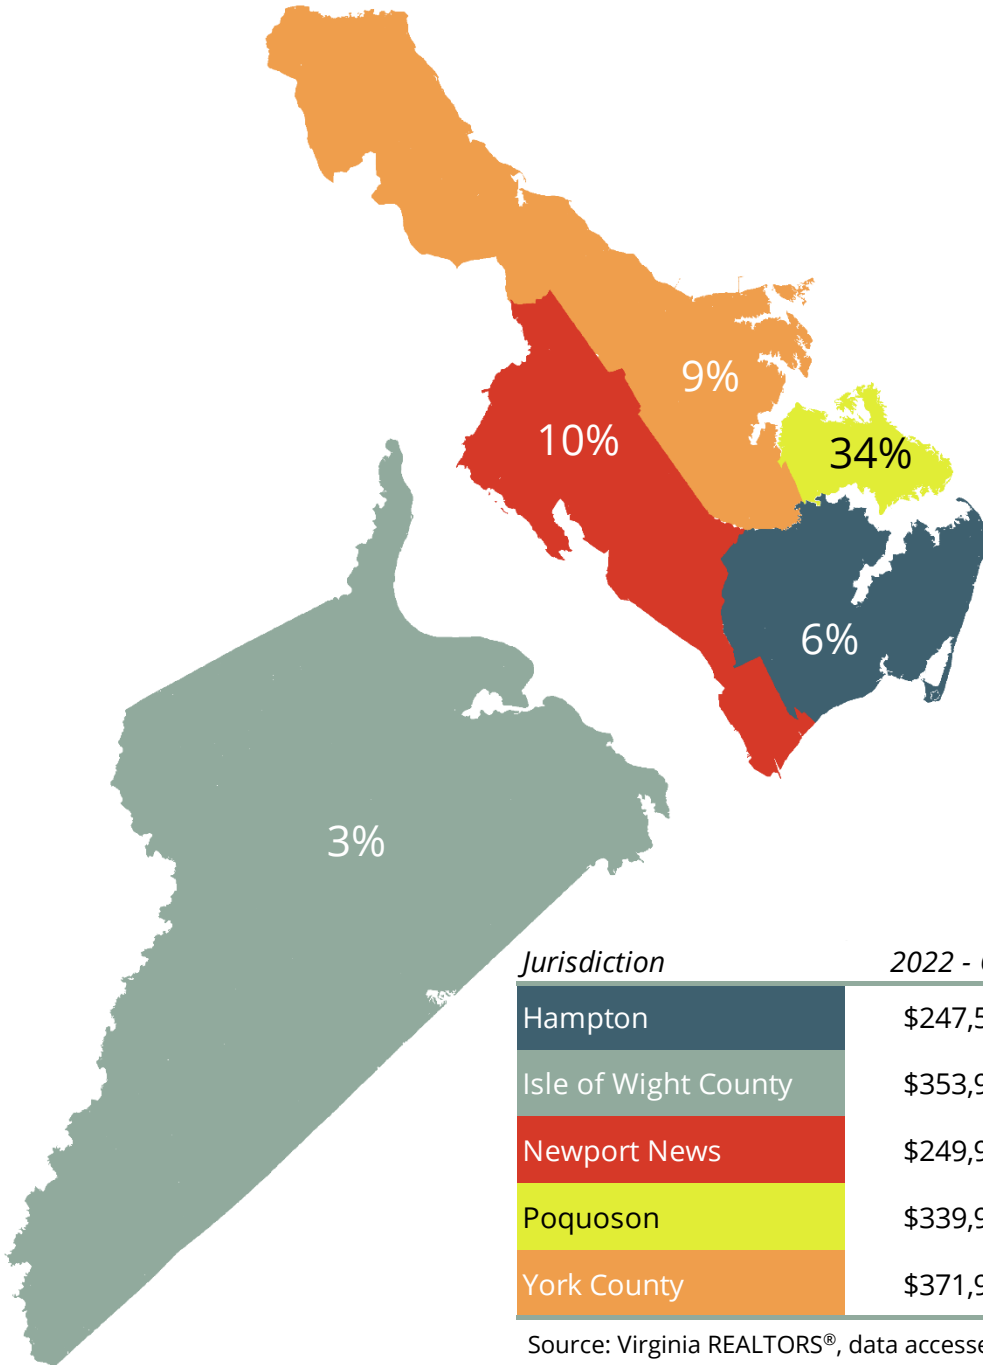 9%
10%
34%
6%
3%
Jurisdiction 2022 -
Hampton $247,5
Isle of Wight County $353,9
Newport News $249,9
Poquoson $339,9
York County $371,9
Source: Virginia REALTORS®, data accesse